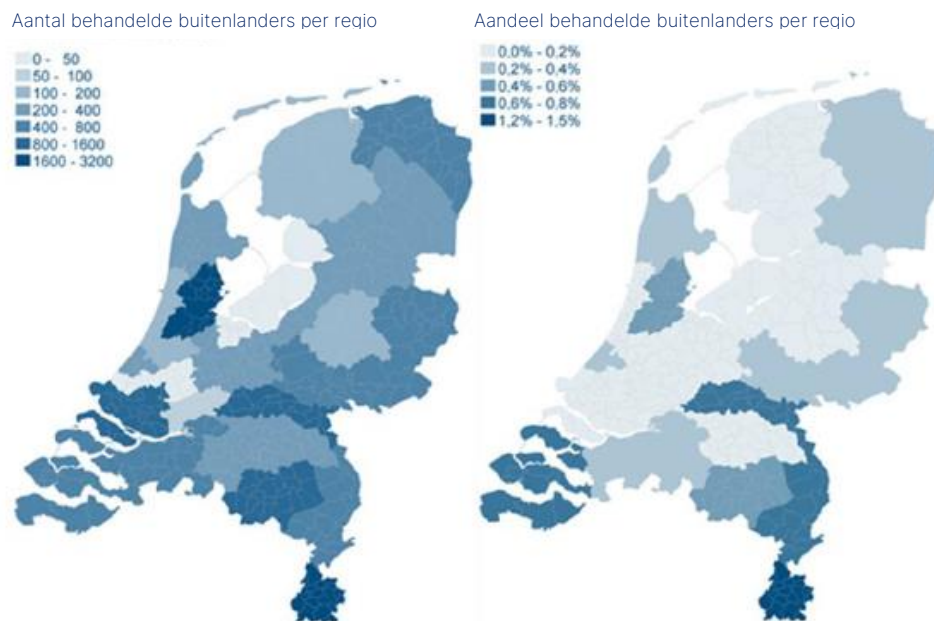 Aantal behandelde buitenlanders per regio
0 - 50
50 - 100
100 - 200
200 - 400
400 - 800
800 - 1600
1600 - 3200
Aandeel behandelde buitenlanders per regio
0,0% - 0,2%
0,2% - 0,4%
0,4% - 0,6%
0,6% - 0,8%
1,2% - 1,5%